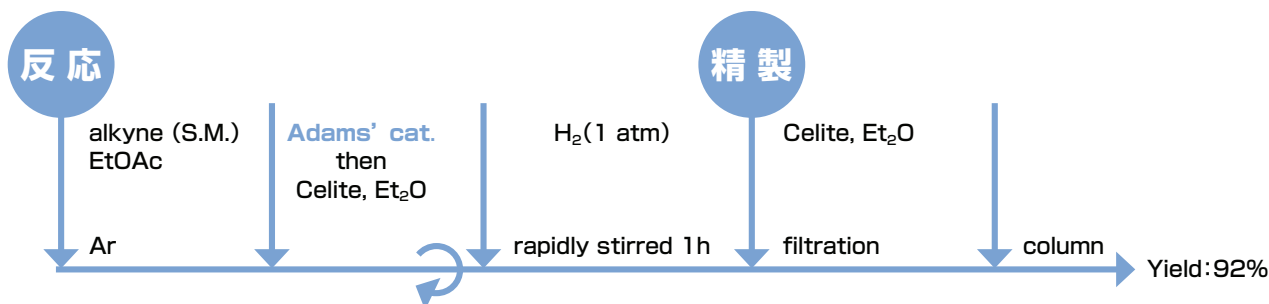 反応
精製
alkyne (S.M.)
EtOAc
Adams’ cat.
then
Celite, Et₂O
H₂(1 atm)
Celite, Et₂O
Ar
rapidly stirred 1h
filtration
column
Yield:92%